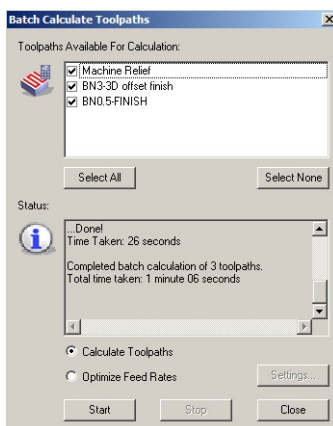 Batch Calculate Toolpaths
Toolpaths Available For Calculation:
Machine Relief
BN3-3D offset finish
BN0.5-FINISH
Select All
Select None
Status:
...Done!
Time Taken: 26 seconds
Completed batch calculation of 3 toolpaths.
Total time taken: 1 minute 06 seconds
Calculate Toolpaths
Optimize Feed Rates
Settings...
Start
Stop
Close